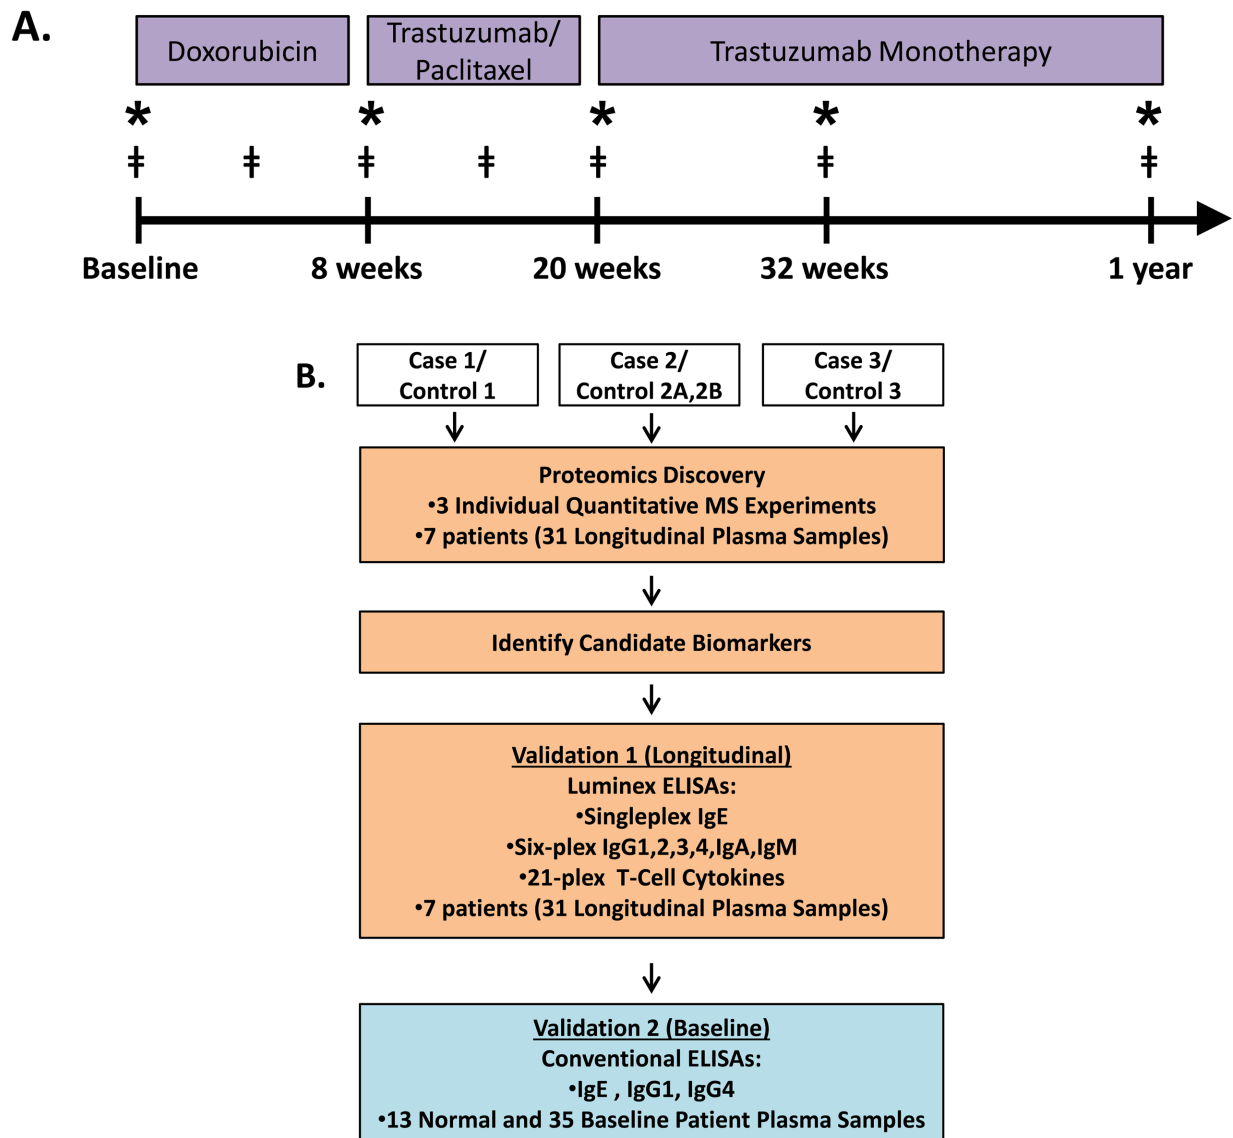 A.
Doxorubicin
Trastuzumab/
Paclitaxel
Trastuzumab Monotherapy
* * * * *
ǂ ǂ ǂ ǂ ǂ ǂ ǂ
Baseline 8 weeks 20 weeks 32 weeks 1 year
B.
Case 1/
Control 1
Case 2/
Control 2A,2B
Case 3/
Control 3
Proteomics Discovery
•3 Individual Quantitative MS Experiments
•7 patients (31 Longitudinal Plasma Samples)
Identify Candidate Biomarkers
Validation 1 (Longitudinal)
Luminex ELISAs:
•Singleplex IgE
•Six-plex IgG1,2,3,4,IgA,IgM
•21-plex T-Cell Cytokines
•7 patients (31 Longitudinal Plasma Samples)
Validation 2 (Baseline)
Conventional ELISAs:
•IgE , IgG1, IgG4
•13 Normal and 35 Baseline Patient Plasma Samples